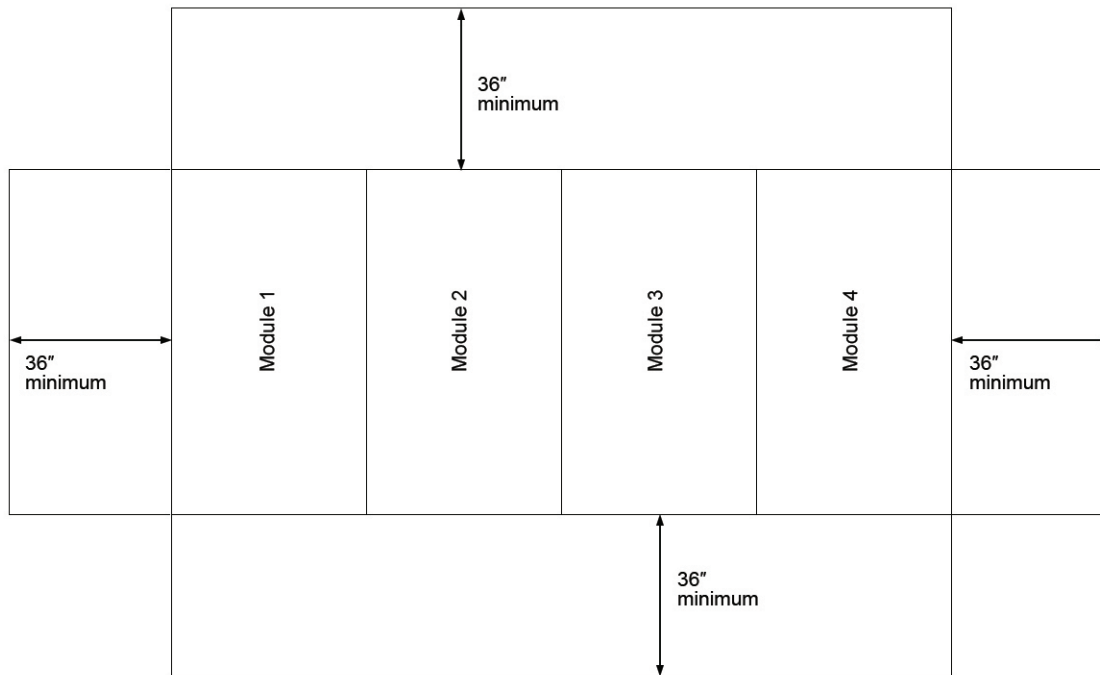 36″
minimum
Module 1
Module 2
Module 3
Module 4
36″
minimum
36″
minimum
36″
minimum